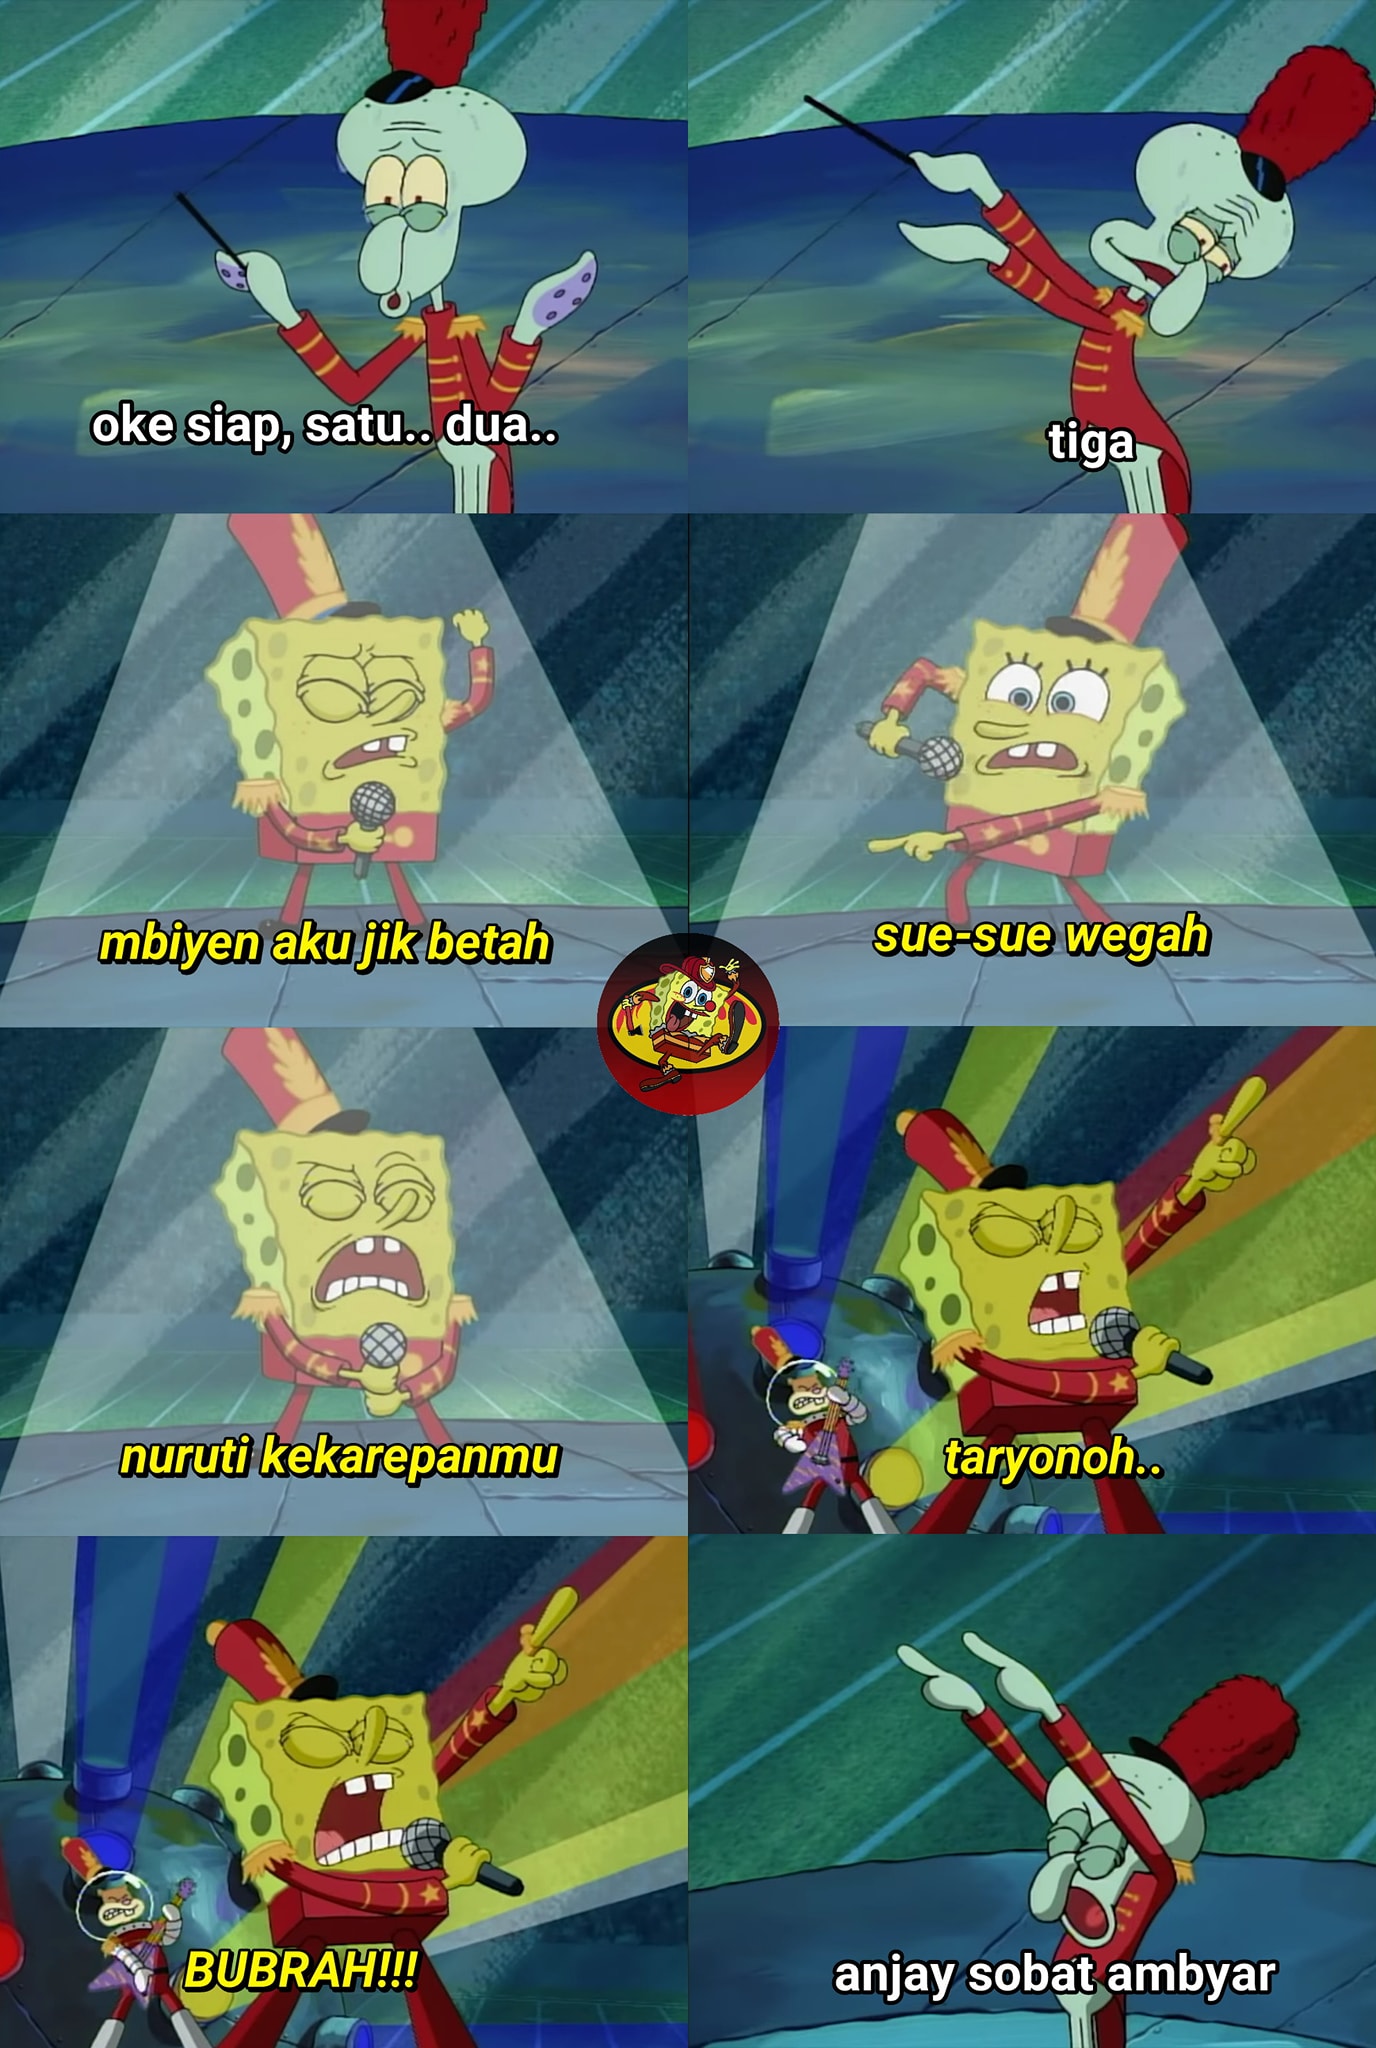 oke siap, satu.. dua..
tiga
mbiyen aku jik betah
sue-sue wegah
nuruti kekarepanmu
taryonoh..
BUBRAH!!!
anjay sobat ambyar